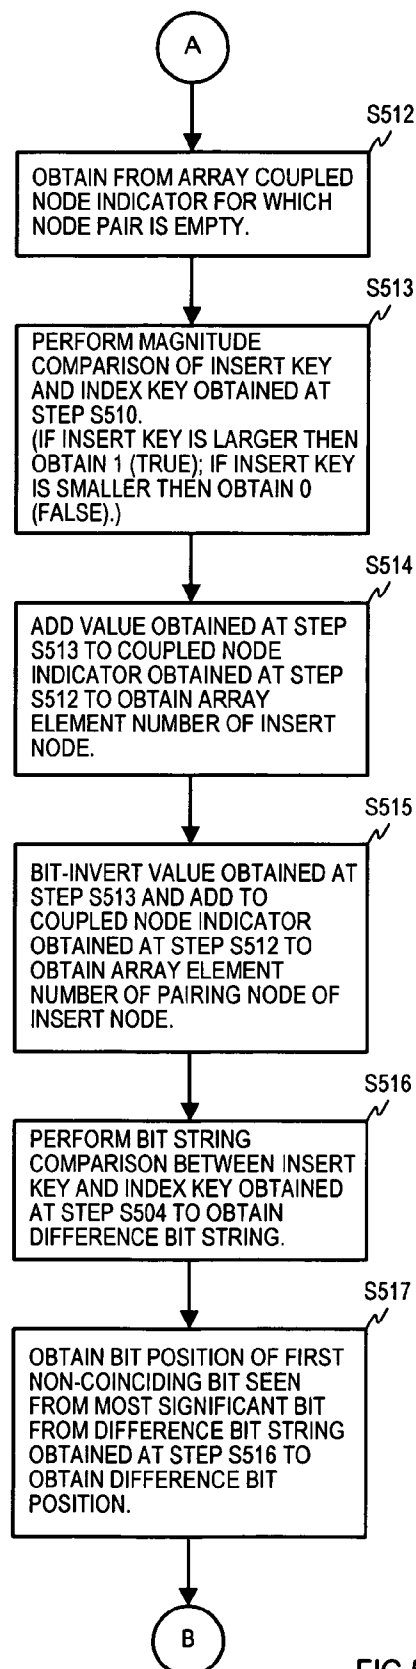 A
S512
OBTAIN FROM ARRAY COUPLED
NODE INDICATOR FOR WHICH
NODE PAIR IS EMPTY.
S513
PERFORM MAGNITUDE
COMPARISON OF INSERT KEY
AND INDEX KEY OBTAINED AT
STEP S510.
(IF INSERT KEY IS LARGER THEN
OBTAIN 1 (TRUE); IF INSERT KEY
IS SMALLER THEN OBTAIN 0
(FALSE).)
S514
ADD VALUE OBTAINED AT STEP
S513 TO COUPLED NODE
INDICATOR OBTAINED AT STEP
S512 TO OBTAIN ARRAY
ELEMENT NUMBER OF INSERT
NODE.
S515
BIT-INVERT VALUE OBTAINED AT
STEP S513 AND ADD TO
COUPLED NODE INDICATOR
OBTAINED AT STEP S512 TO
OBTAIN ARRAY ELEMENT
NUMBER OF PAIRING NODE OF
INSERT NODE.
S516
PERFORM BIT STRING
COMPARISON BETWEEN INSERT
KEY AND INDEX KEY OBTAINED
AT STEP S504 TO OBTAIN
DIFFERENCE BIT STRING.
S517
OBTAIN BIT POSITION OF FIRST
NON-COINCIDING BIT SEEN
FROM MOST SIGNIFICANT BIT
FROM DIFFERENCE BIT STRING
OBTAINED AT STEP S516 TO
OBTAIN DIFFERENCE BIT
POSITION.
B